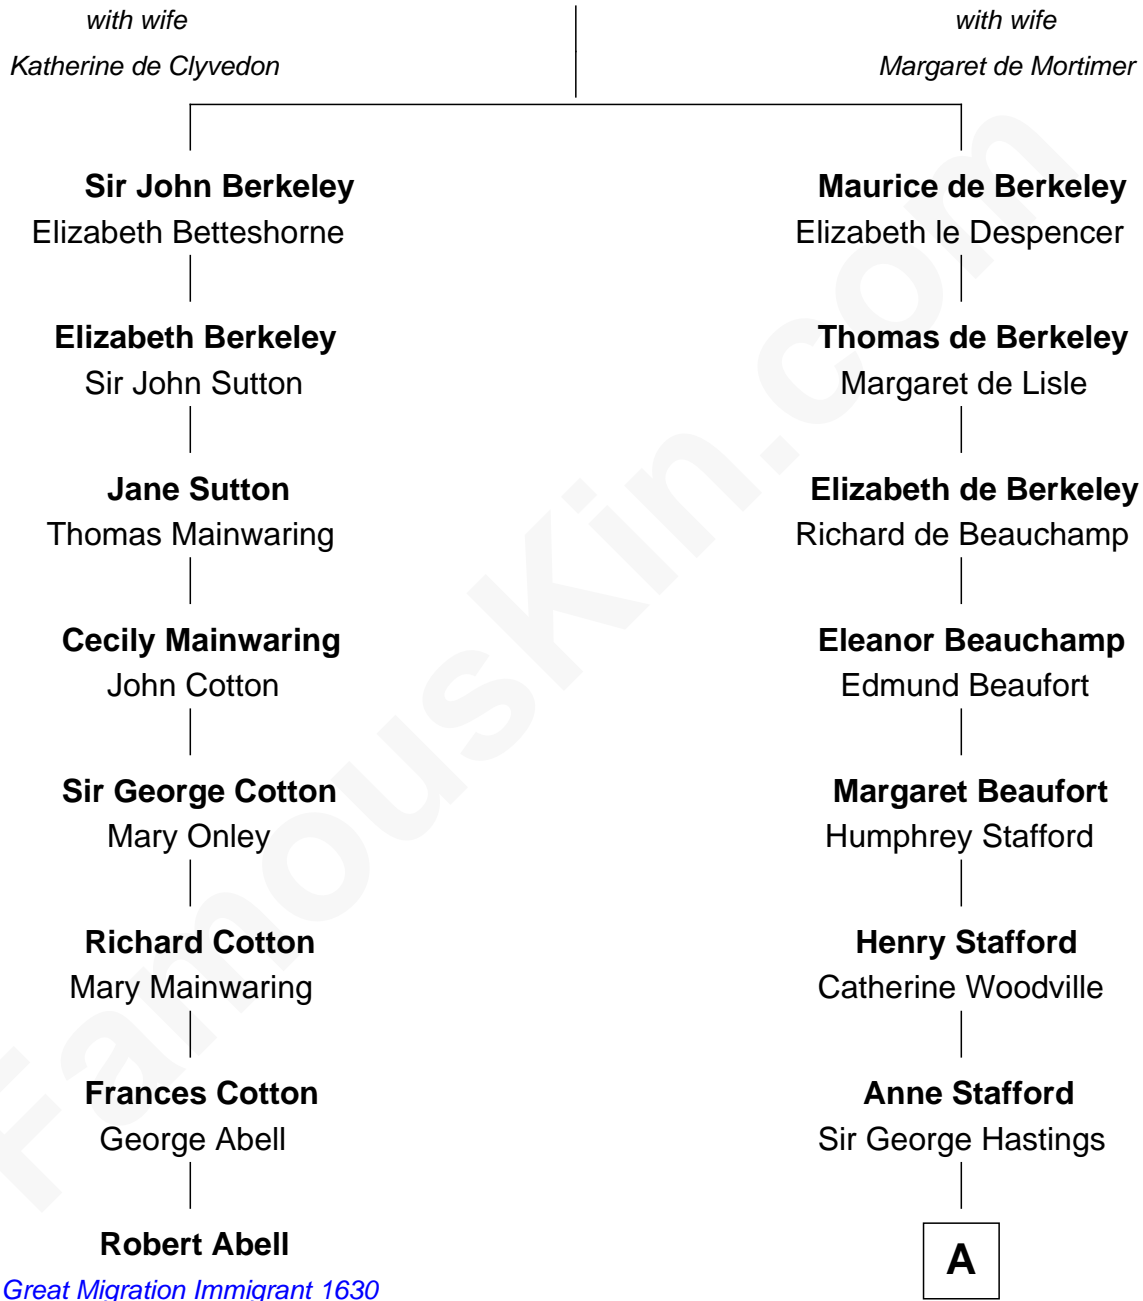 with wife
Katherine de Clyvedon
with wife
Margaret de Mortimer
Sir John Berkeley
Elizabeth Betteshorne
Maurice de Berkeley
Elizabeth le Despencer
Elizabeth Berkeley
Sir John Sutton
Thomas de Berkeley
Margaret de Lisle
Jane Sutton
Thomas Mainwaring
Elizabeth de Berkeley
Richard de Beauchamp
Cecily Mainwaring
John Cotton
Eleanor Beauchamp
Edmund Beaufort
Sir George Cotton
Mary Onley
Margaret Beaufort
Humphrey Stafford
Richard Cotton
Mary Mainwaring
Henry Stafford
Catherine Woodville
Frances Cotton
George Abell
Anne Stafford
Sir George Hastings
Robert Abell
Great Migration Immigrant 1630
A
FamousKin.com